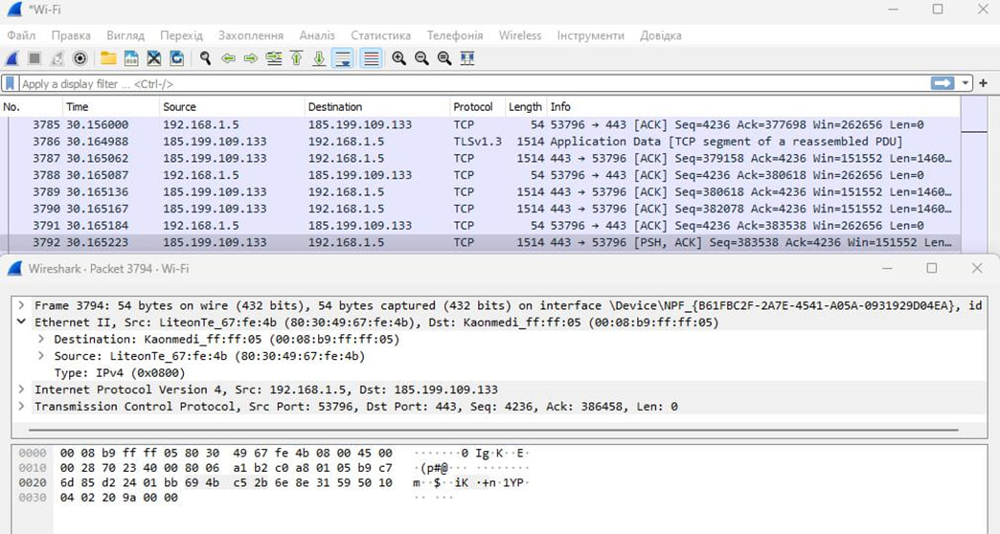 *Wi-Fi
Файл Правка Вигляд Перехід Захоплення Аналіз Статистика Телефонія Wireless Інструменти Довідка
Apply a display filter ... <Ctrl-/>
No. Time Source Destination Protocol Length Info
3785 30.156000 192.168.1.5 185.199.109.133 TCP 54 53796 → 443 [ACK] Seq=4236 Ack=377698 Win=262656 Len=0
3786 30.164988 185.199.109.133 192.168.1.5 TLSv1.3 1514 Application Data [TCP segment of a reassembled PDU]
3787 30.165062 185.199.109.133 192.168.1.5 TCP 1514 443 → 53796 [ACK] Seq=379158 Ack=4236 Win=151552 Len=1460…
3788 30.165087 192.168.1.5 185.199.109.133 TCP 54 53796 → 443 [ACK] Seq=4236 Ack=380618 Win=262656 Len=0
3789 30.165136 185.199.109.133 192.168.1.5 TCP 1514 443 → 53796 [ACK] Seq=380618 Ack=4236 Win=151552 Len=1460…
3790 30.165167 185.199.109.133 192.168.1.5 TCP 1514 443 → 53796 [ACK] Seq=382078 Ack=4236 Win=151552 Len=1460…
3791 30.165184 192.168.1.5 185.199.109.133 TCP 54 53796 → 443 [ACK] Seq=4236 Ack=383538 Win=262656 Len=0
3792 30.165223 185.199.109.133 192.168.1.5 TCP 1514 443 → 53796 [PSH, ACK] Seq=383538 Ack=4236 Win=151552 Len…
Wireshark · Packet 3794 · Wi-Fi
Frame 3794: 54 bytes on wire (432 bits), 54 bytes captured (432 bits) on interface \Device\NPF_{B61FBC2F-2A7E-4541-A05A-0931929D04EA}, id
Ethernet II, Src: LiteonTe_67:fe:4b (80:30:49:67:fe:4b), Dst: Kaonmedi_ff:ff:05 (00:08:b9:ff:ff:05)
Destination: Kaonmedi_ff:ff:05 (00:08:b9:ff:ff:05)
Source: LiteonTe_67:fe:4b (80:30:49:67:fe:4b)
Type: IPv4 (0x0800)
Internet Protocol Version 4, Src: 192.168.1.5, Dst: 185.199.109.133
Transmission Control Protocol, Src Port: 53796, Dst Port: 443, Seq: 4236, Ack: 386458, Len: 0
0000 00 08 b9 ff ff 05 80 30 49 67 fe 4b 08 00 45 00 ·······0 Ig·K··E·
0010 00 28 70 23 40 00 80 06 a1 b2 c0 a8 01 05 b9 c7 ·(p#@··· ········
0020 6d 85 d2 24 01 bb 69 4b c5 2b 6e 8e 31 59 50 10 m··$··iK ·+n·1YP·
0030 04 02 20 9a 00 00 ·· ···